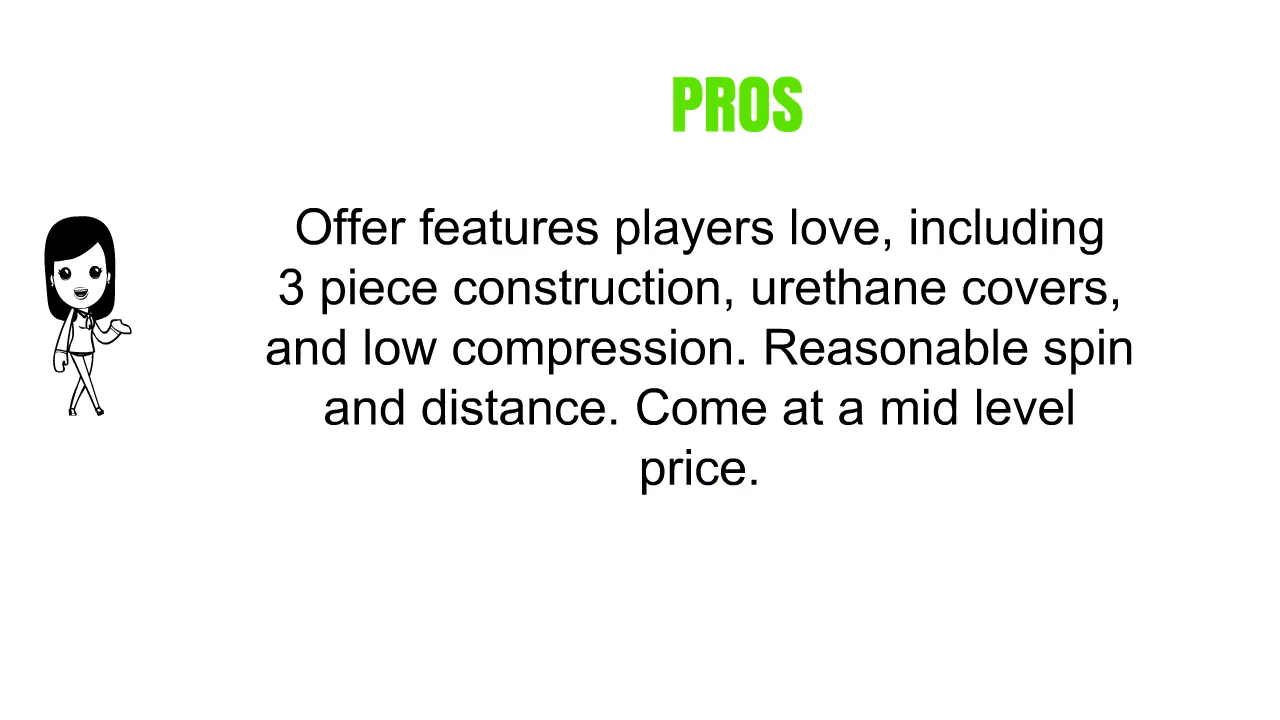 PROS
Offer features players love, including
3 piece construction, urethane covers,
and low compression. Reasonable spin
and distance. Come at a mid level
price.